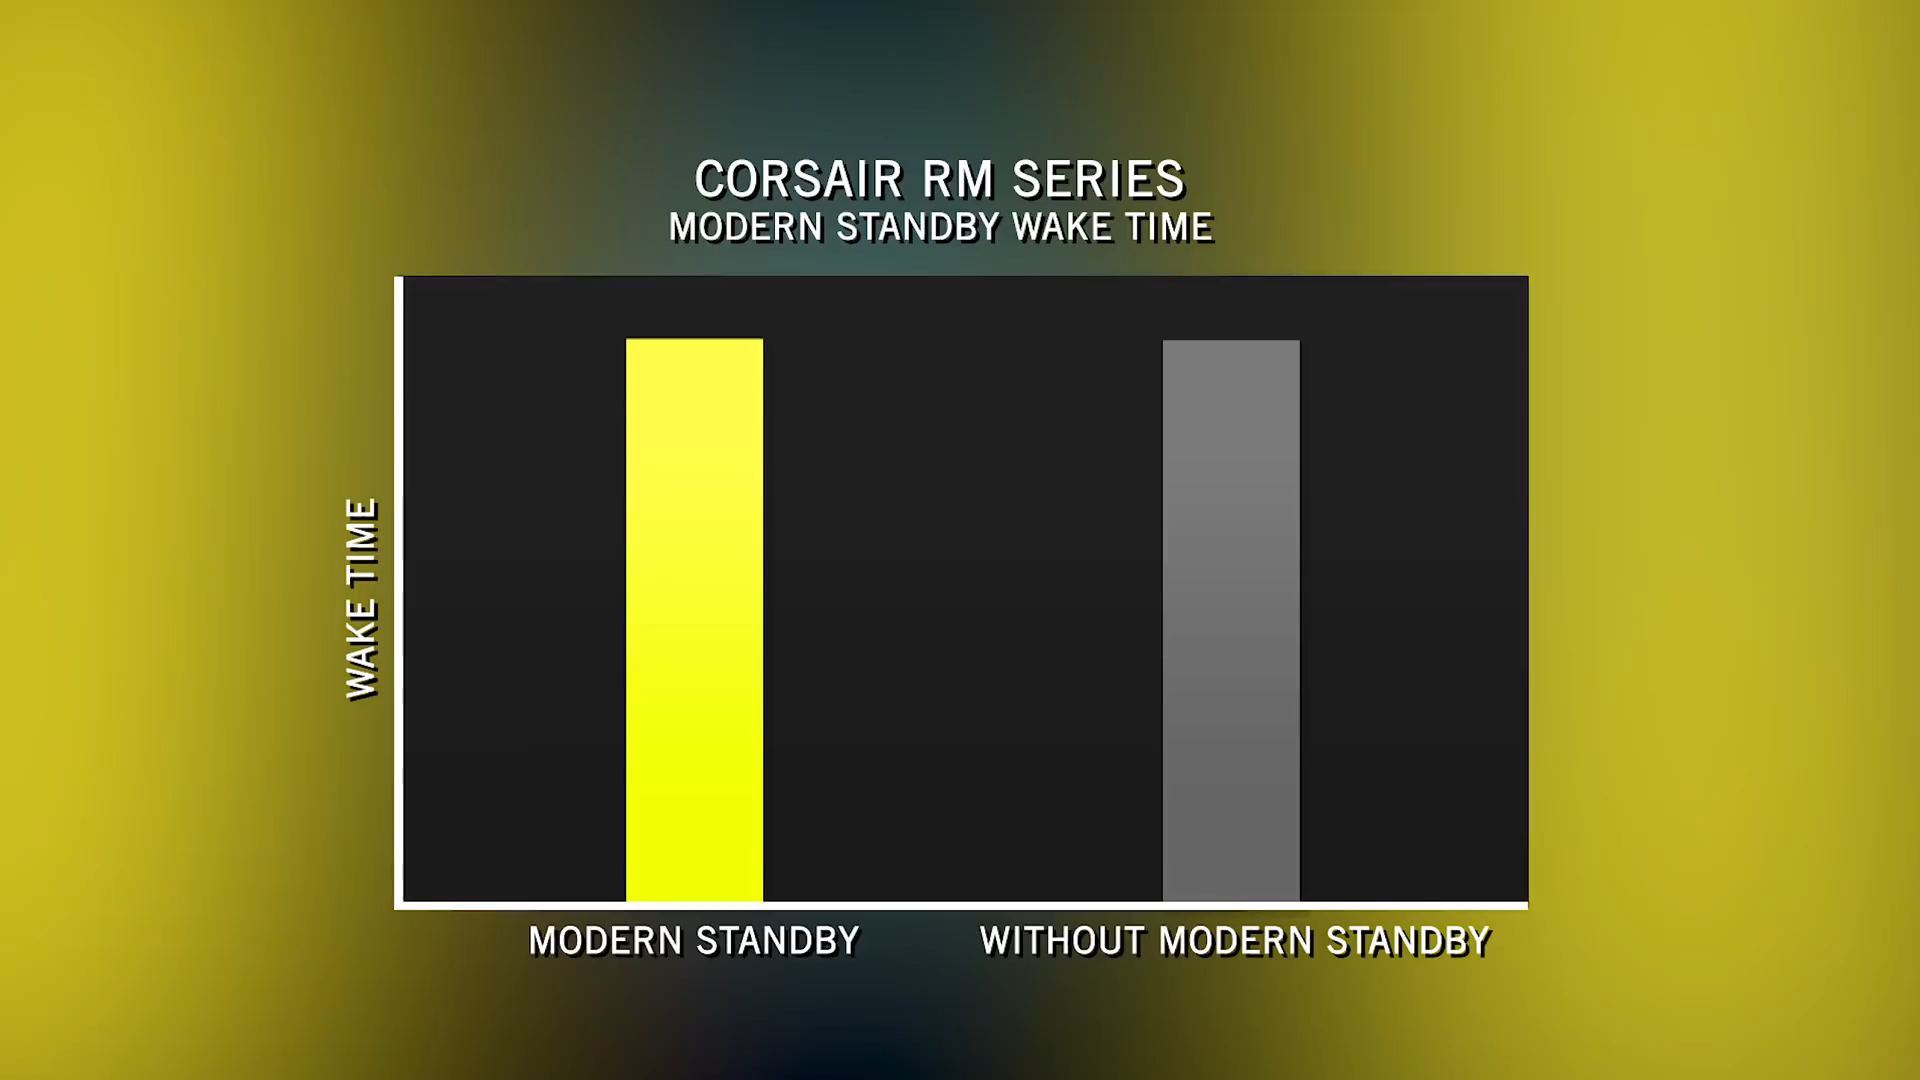 CORSAIR RM SERIES
MODERN STANDBY WAKE TIME
WAKE TIME
MODERN STANDBY
WITHOUT MODERN STANDBY